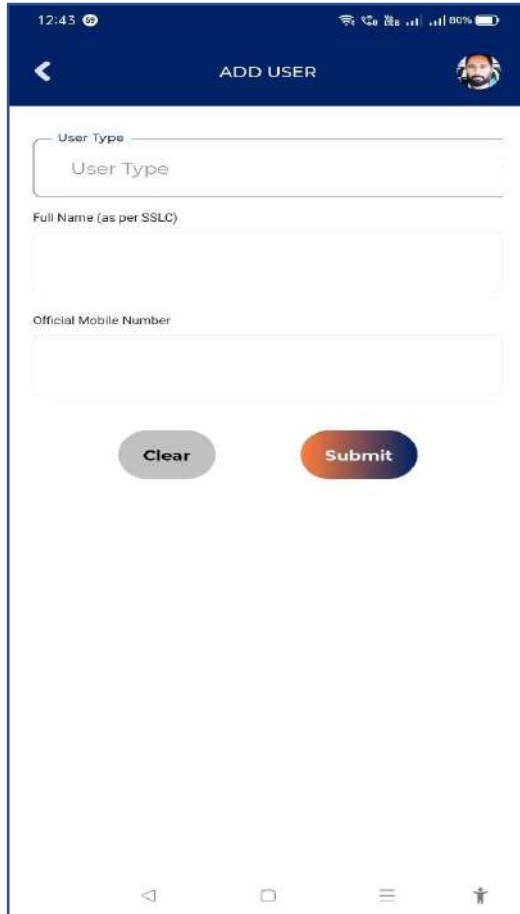 12:43
80%
ADD USER
User Type
User Type
Full Name (as per SSLC)
Official Mobile Number
Clear
Submit